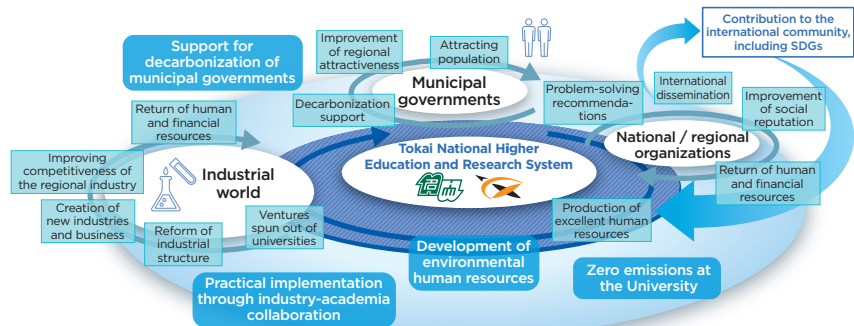 Contribution to the
international community,
including SDGs
Support for
decarbonization of
municipal governments
Improvement
of regional
attractiveness
Attracting
population
Municipal
governments
Decarbonization
support
Problem-solving
recommenda-
tions
International
dissemination
Improvement
of social
reputation
National / regional
organizations
Return of human
and financial
resources
Return of human
and financial
resources
Improving
competitiveness
of the regional industry
Industrial
world
Creation of
new industries
and business
Reform of
industrial
structure
Ventures
spun out of
universities
Tokai National Higher
Education and Research System
Production of
excellent human
resources
Development of
environmental
human resources
Practical implementation
through industry-academia
collaboration
Zero emissions at
the University